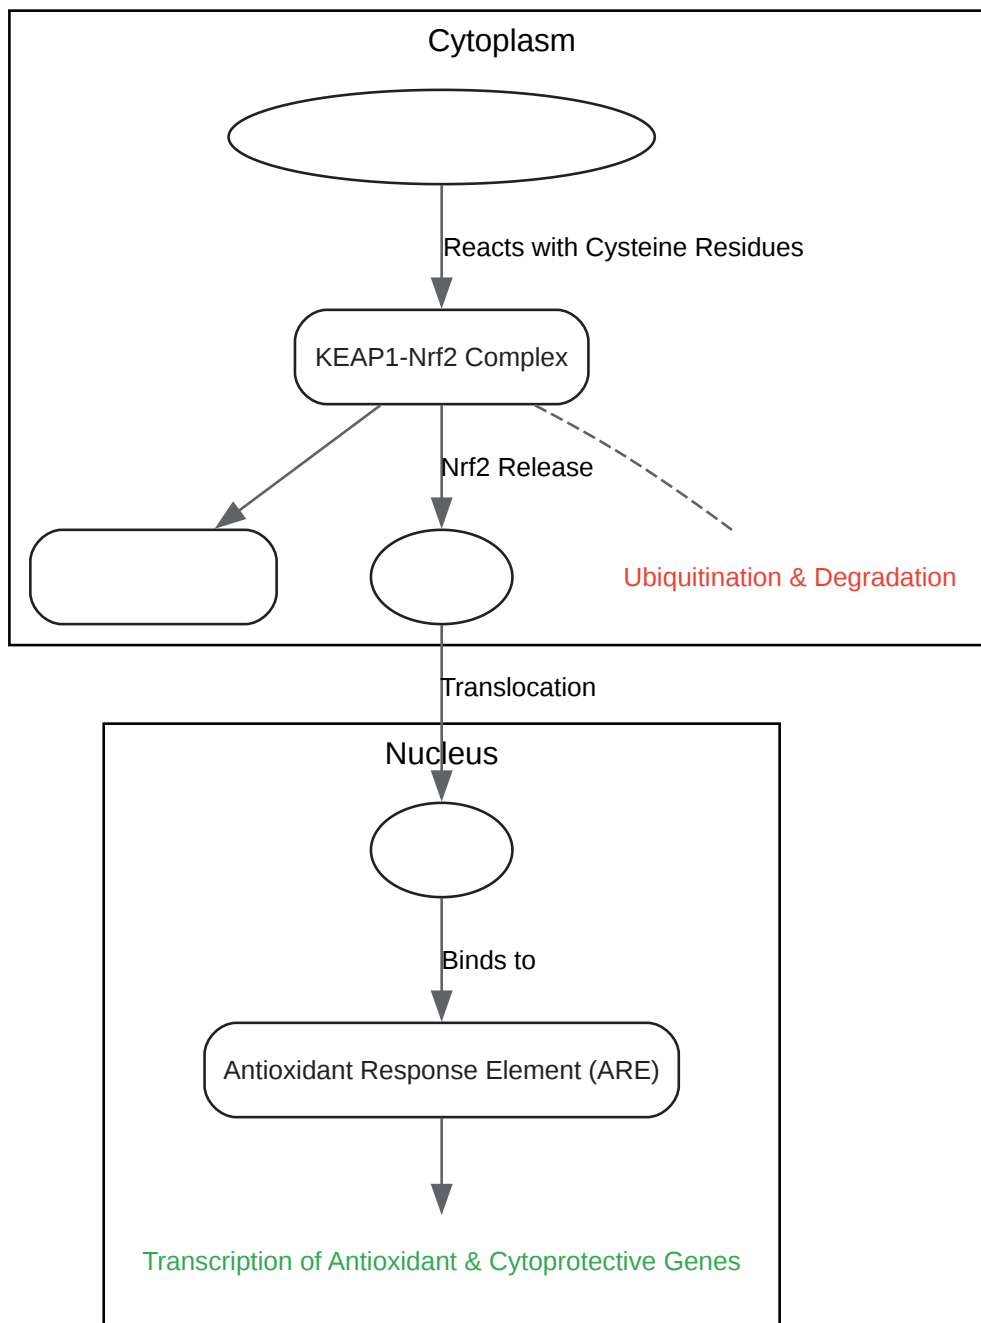 Cytoplasm
Reacts with Cysteine Residues
KEAP1-Nrf2 Complex
Nrf2 Release
Ubiquitination & Degradation
Translocation
Nucleus
Binds to
Antioxidant Response Element (ARE)
Transcription of Antioxidant & Cytoprotective Genes